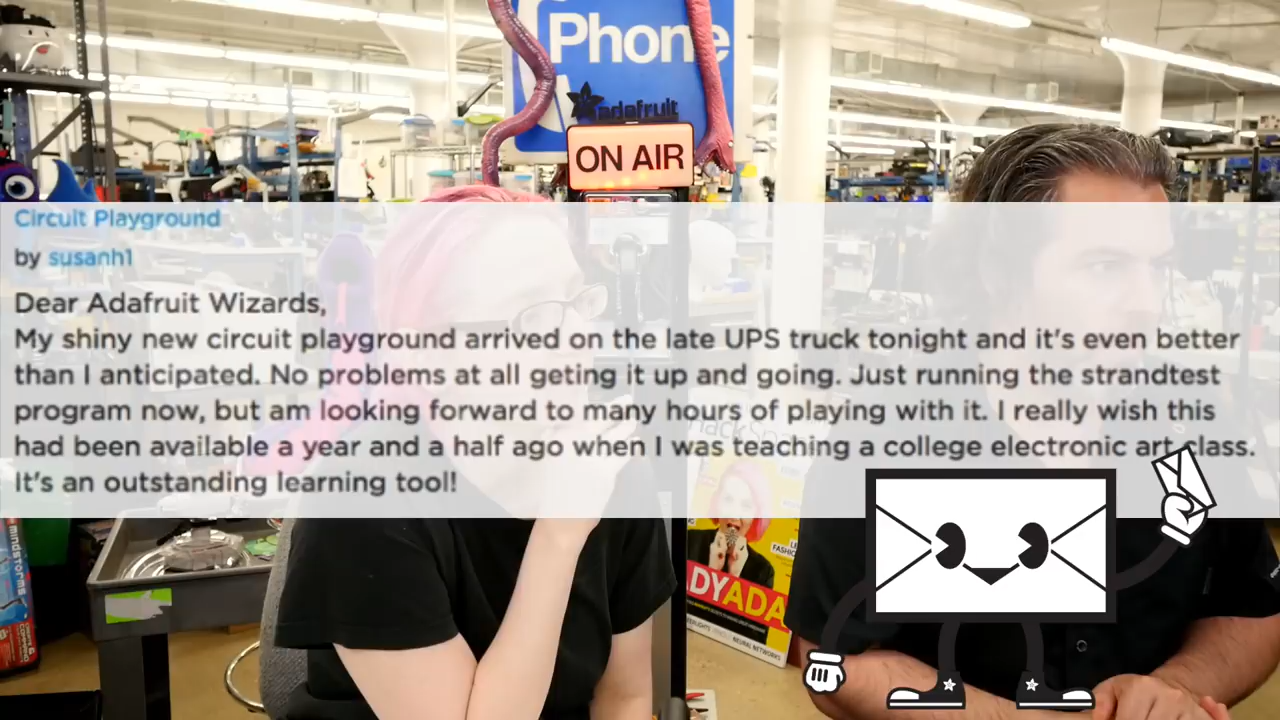 Phone
adafruit
ON AIR
Circuit Playground
by susanh1
Dear Adafruit Wizards,
My shiny new circuit playground arrived on the late UPS truck tonight and it's even better
than I anticipated. No problems at all geting it up and going. Just running the strandtest
program now, but am looking forward to many hours of playing with it. I really wish this
had been available a year and a half ago when I was teaching a college electronic art class.
It's an outstanding learning tool!
DYADA
NEURAL NETWORKS